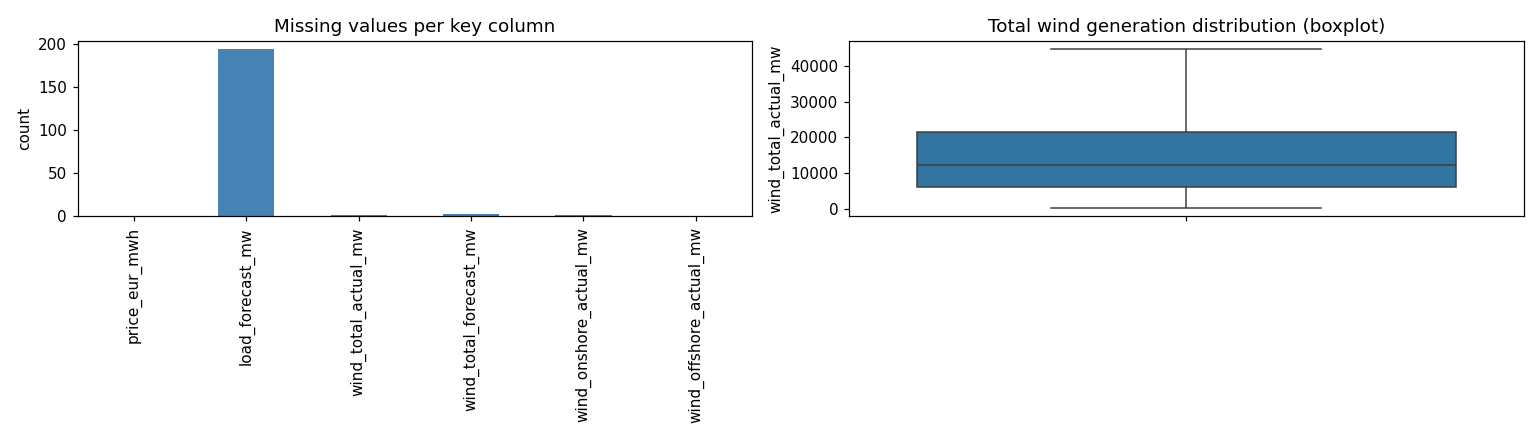 Missing values per key column
count
200
150
100
50
0
price_eur_mwh
load_forecast_mw
wind_total_actual_mw
wind_total_forecast_mw
wind_onshore_actual_mw
wind_offshore_actual_mw
Total wind generation distribution (boxplot)
wind_total_actual_mw
40000
30000
20000
10000
0